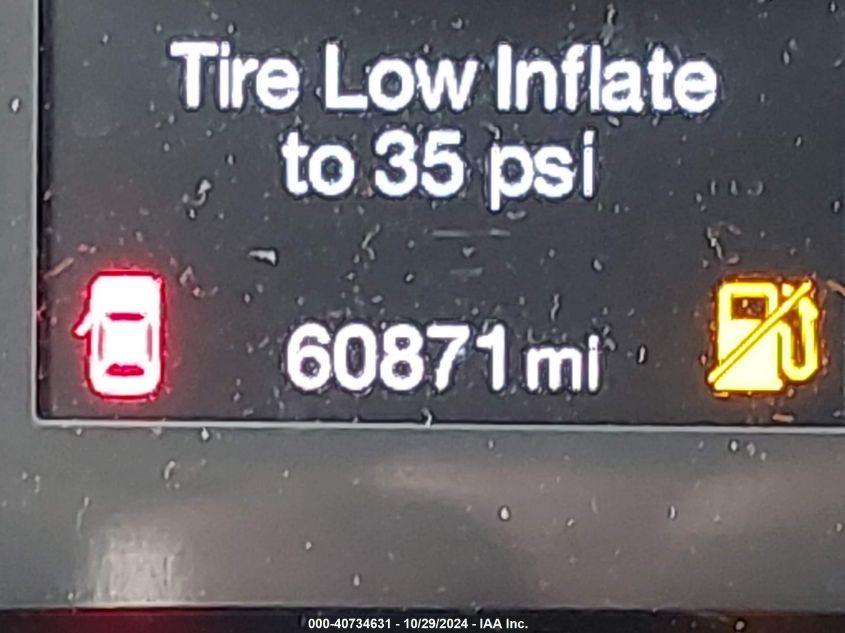 Tire Low Inflate
to 35 psi
60871 mi
000-40734631 - 10/29/2024 - IAA Inc.